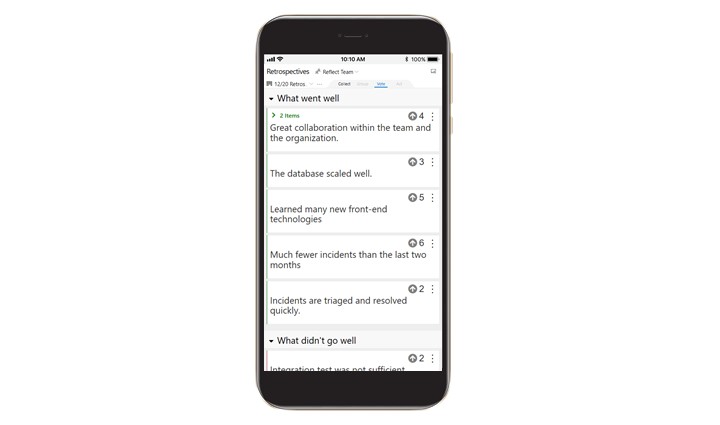 10:10 AM
100%
Retrospectives
Reflect Team
12/20 Retros
Collect
Vote
What went well
2 Items
4
Great collaboration within the team and
the organization.
3
The database scaled well.
5
Learned many new front-end
technologies
6
Much fewer incidents than the last two
months
2
Incidents are triaged and resolved
quickly.
What didn't go well
2
Integration test was not sufficient